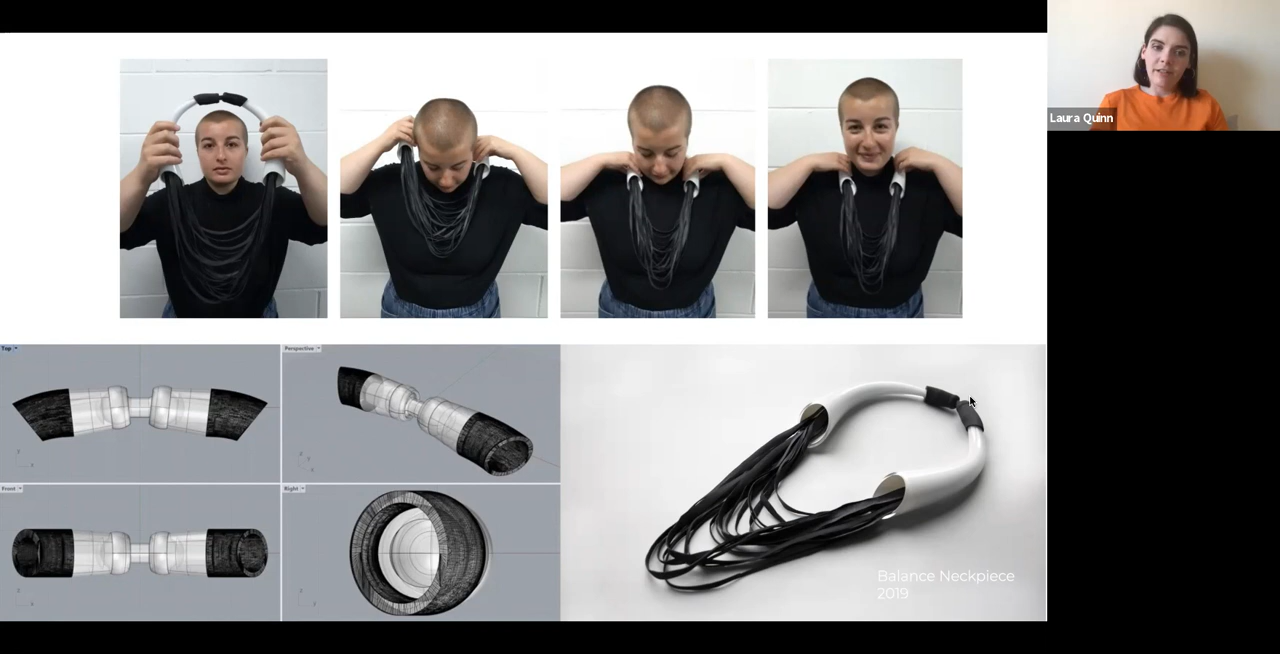 Laura Quinn
Top
Perspective
Front
Right
Balance Neckpiece
2019